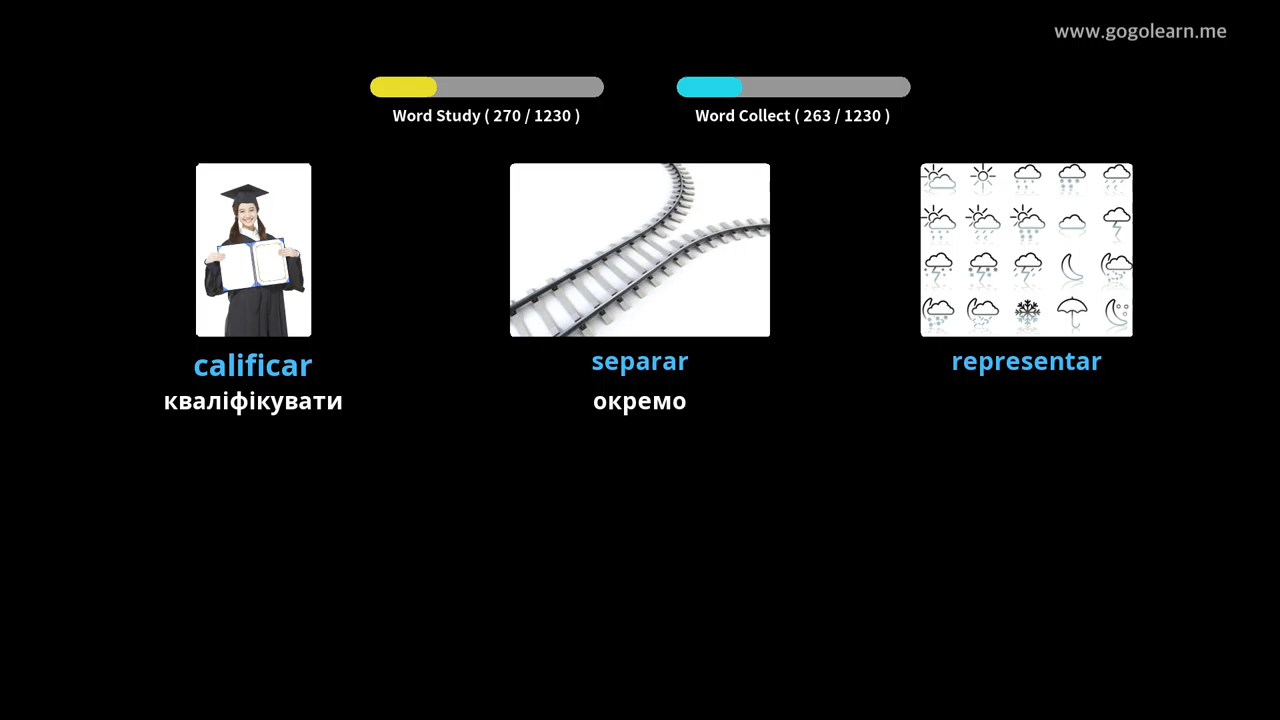 www.gogolearn.me
Word Study ( 270 / 1230 )
Word Collect ( 263 / 1230 )
calificar
separar
representar
кваліфікувати
окремо